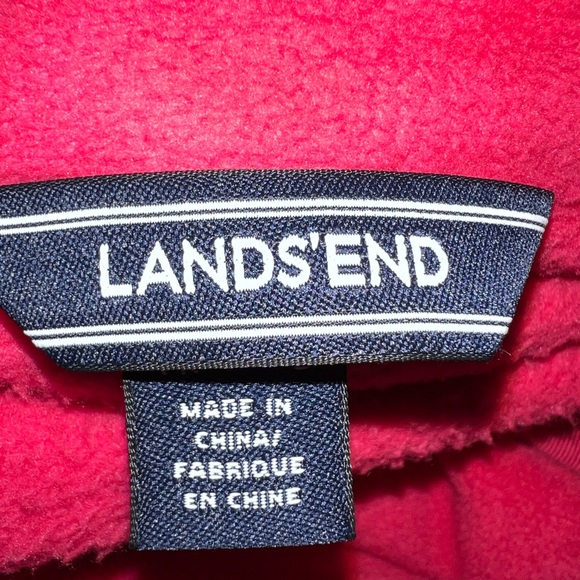 LANDS'END
MADE IN
CHINA/
FABRIQUE
EN CHINE